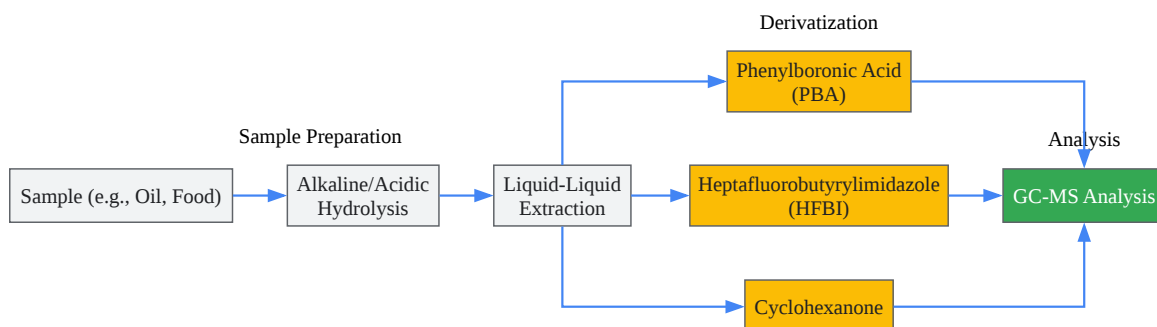 Derivatization
Phenylboronic Acid
(PBA)
Sample Preparation
Analysis
Sample (e.g., Oil, Food)
Alkaline/Acidic
Hydrolysis
Liquid-Liquid
Extraction
Heptafluorobutyrylimidazole
(HFBI)
GC-MS Analysis
Cyclohexanone